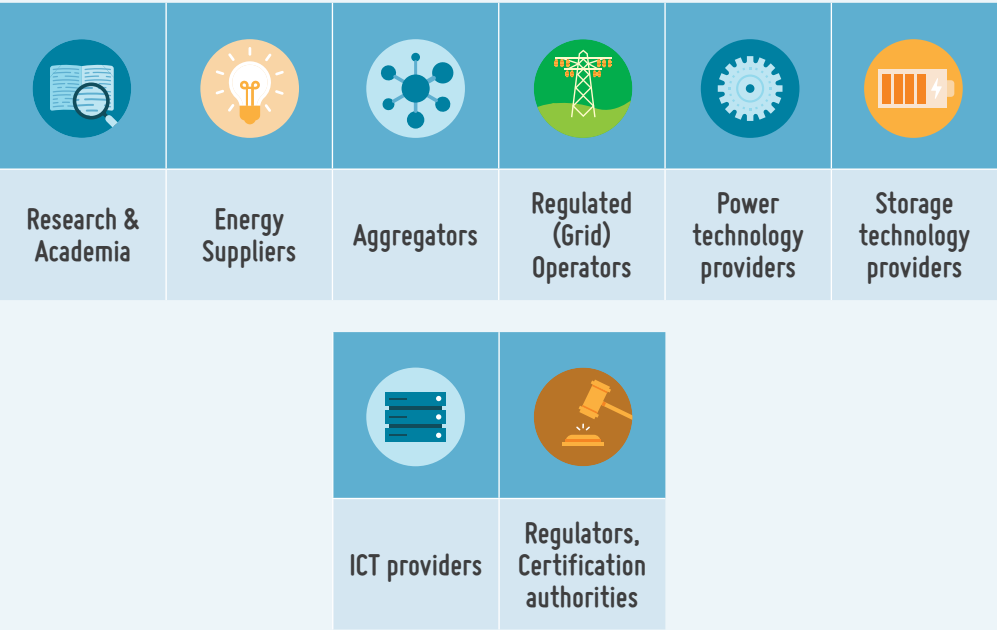 Research &
Academia
Energy
Suppliers
Aggregators
Regulated
(Grid)
Operators
Power
technology
providers
Storage
technology
providers
ICT providers
Regulators,
Certification
authorities